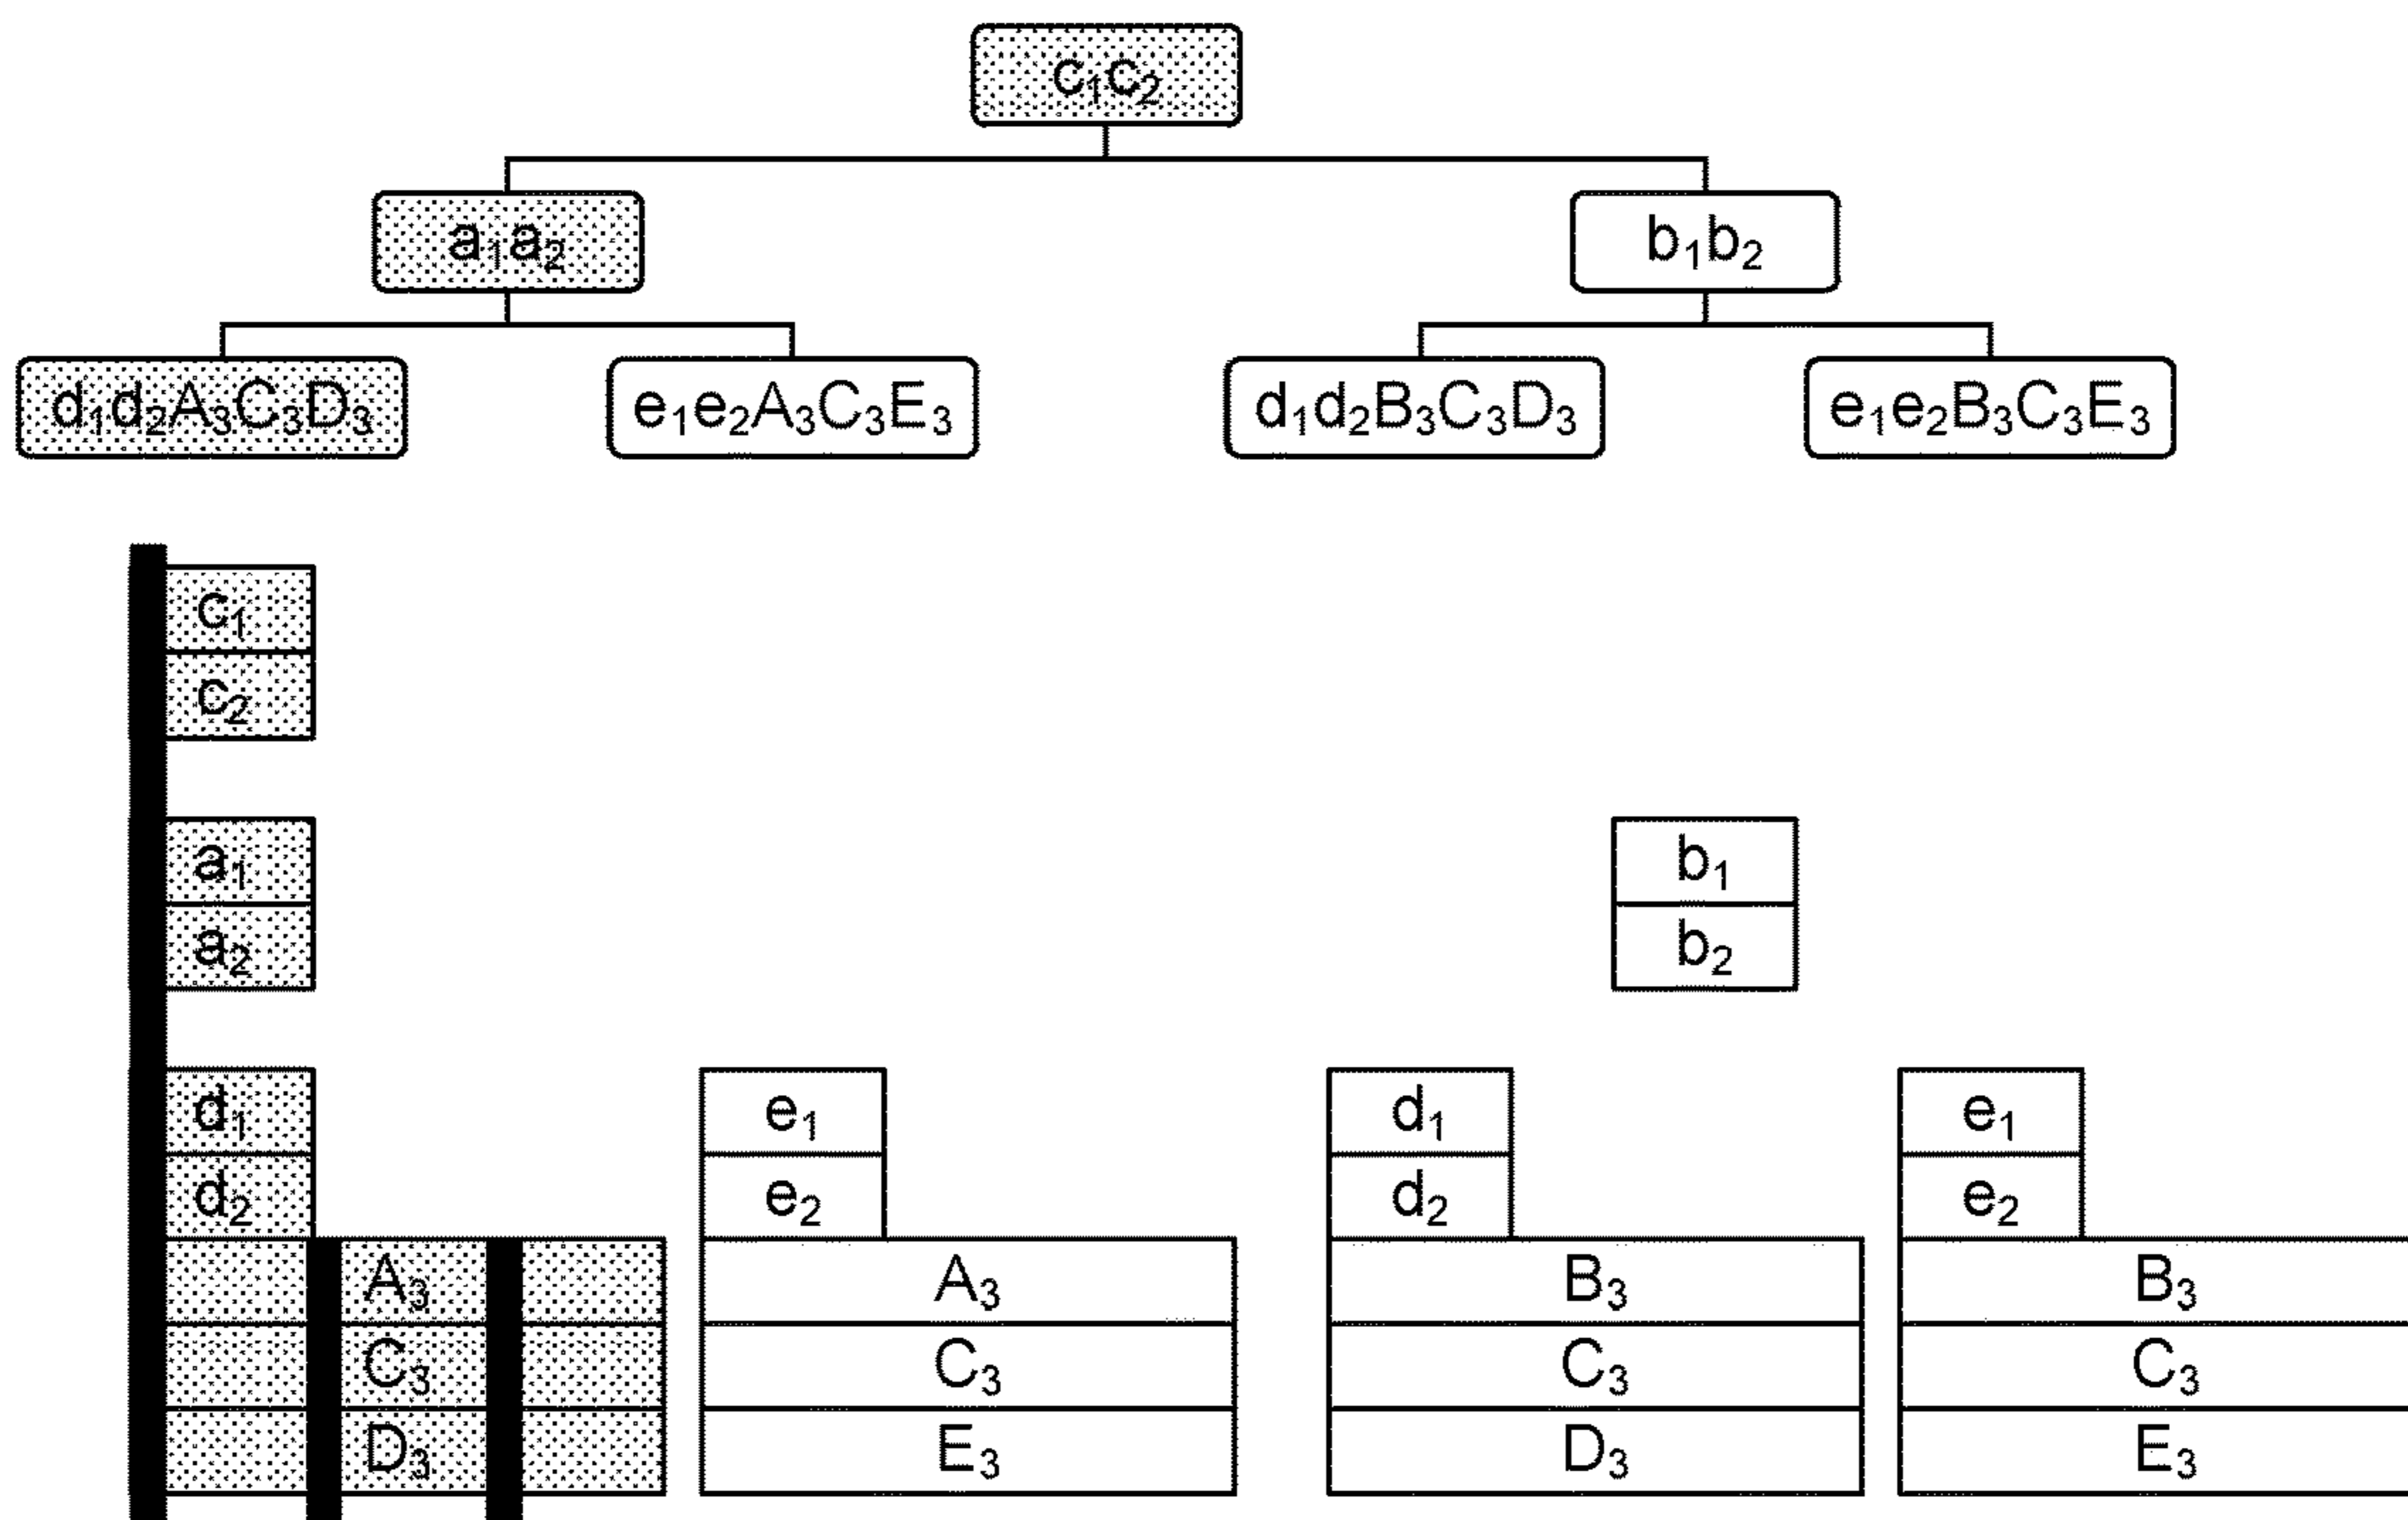 c₁c₂
a₁a₂ b₁b₂
d₁d₂A₃C₃D₃ e₁e₂A₃C₃E₃ d₁d₂B₃C₃D₃ e₁e₂B₃C₃E₃
c₁
c₂
a₁ b₁
a₂ b₂
d₁ e₁ d₁ e₁
d₂ e₂ d₂ e₂
A₃ A₃ B₃ B₃
C₃ C₃ C₃ C₃
D₃ E₃ D₃ E₃